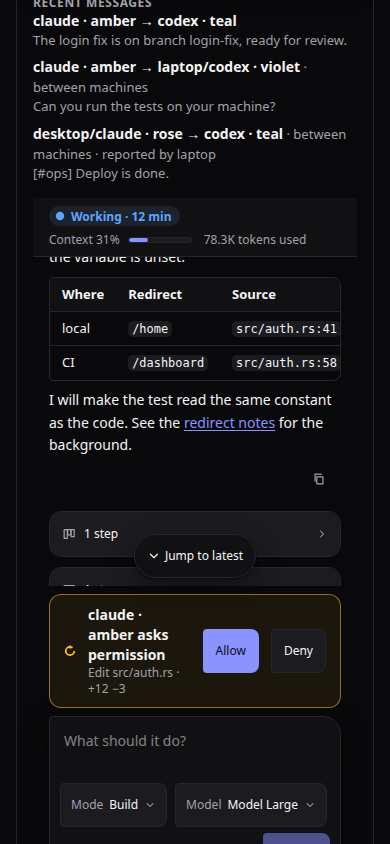 RECENT MESSAGES
claude · amber → codex · teal
The login fix is on branch login-fix, ready for review.
claude · amber → laptop/codex · violet ·
between machines
Can you run the tests on your machine?
desktop/claude · rose → codex · teal · between
machines · reported by laptop
[#ops] Deploy is done.
Working · 12 min
Context 31% 78.3K tokens used
the variable is unset.
Where Redirect Source
local /home src/auth.rs:41
CI /dashboard src/auth.rs:58
I will make the test read the same constant
as the code. See the redirect notes for the
background.
1 step
Jump to latest
claude ·
amber asks
permission
Edit src/auth.rs ·
+12 −3
Allow Deny
What should it do?
Mode Build Model Model Large